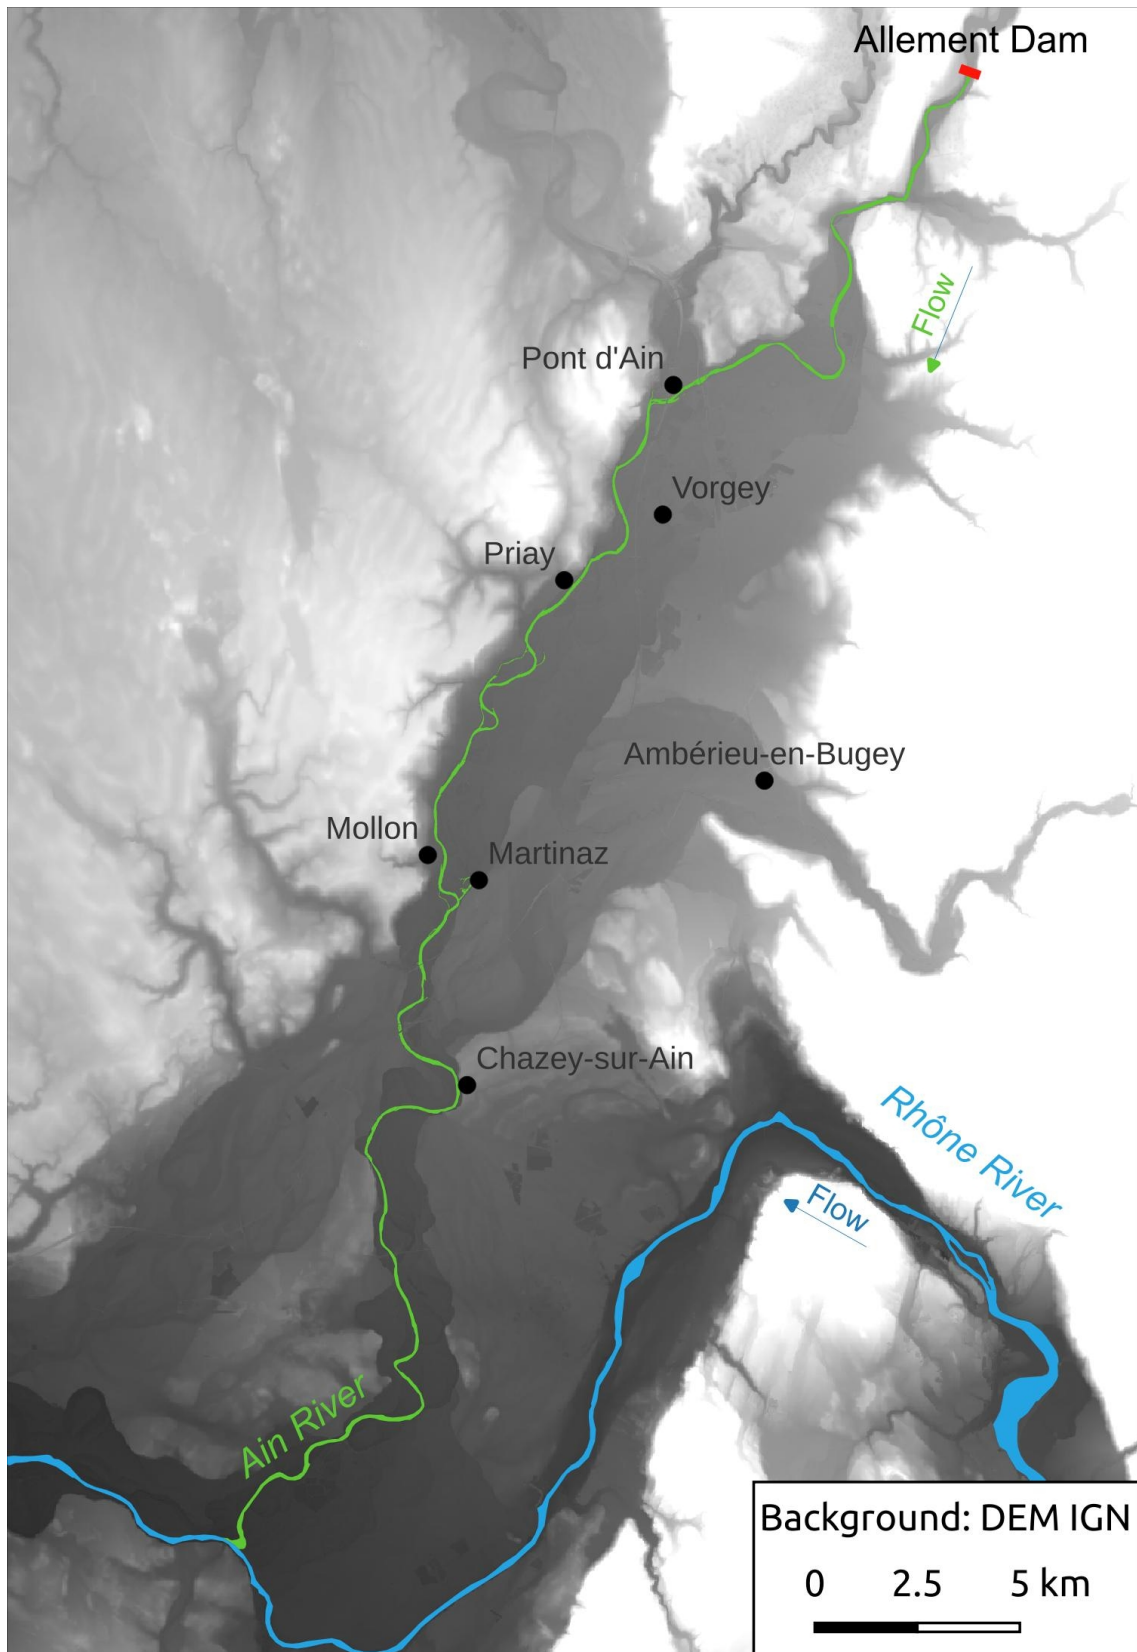 Allement Dam
Flow
Pont d'Ain
Vorgey
Priay
Ambérieu-en-Bugey
Mollon
Martinaz
Chazey-sur-Ain
Rhône River
Flow
Ain River
Background: DEM IGN
0 2.5 5 km